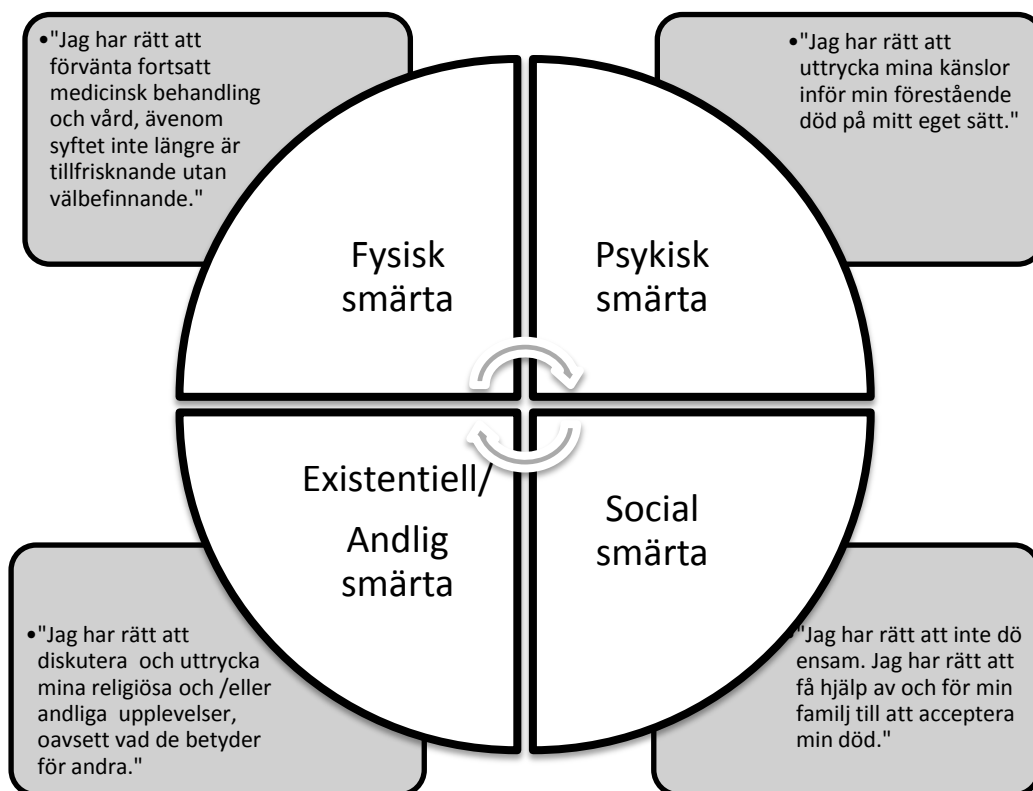 •"Jag har rätt att
förvänta fortsatt
medicinsk behandling
och vård, ävenom
syftet inte längre är
tillfrisknande utan
välbefinnande."
•"Jag har rätt att
uttrycka mina känslor
inför min förestående
död på mitt eget sätt."
Fysisk
smärta
Psykisk
smärta
Existentiell/
Andlig
smärta
Social
smärta
•"Jag har rätt att
diskutera och uttrycka
mina religiösa och /eller
andliga upplevelser,
oavsett vad de betyder
för andra."
•"Jag har rätt att inte dö
ensam. Jag har rätt att
få hjälp av och för min
familj till att acceptera
min död."